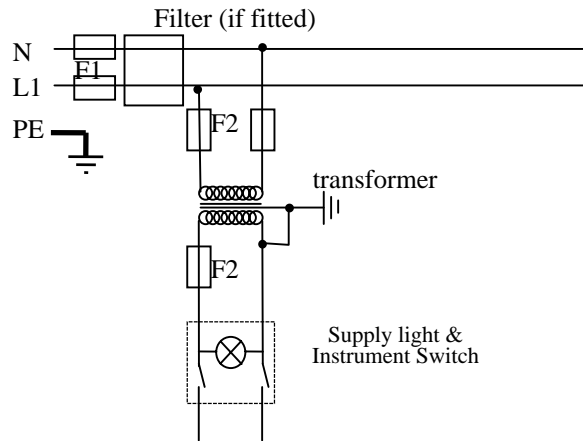 Filter (if fitted)
N
F1
L1
PE
F2
transformer
F2
Supply light &
Instrument Switch